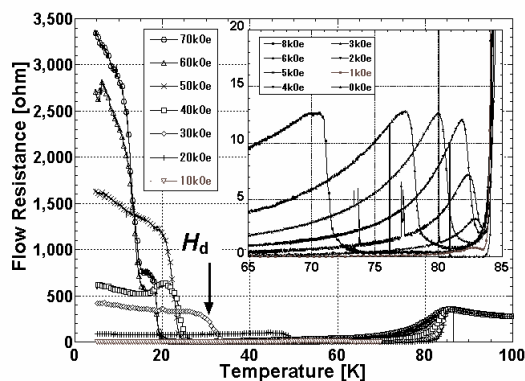 3,500
3,000
2,500
2,000
1,500
1,000
500
0
Flow Resistance [ohm]
0
20
40
60
80
100
Temperature [K]
70kOe
60kOe
50kOe
40kOe
30kOe
20kOe
10kOe
Hd
8kOe
6kOe
5kOe
4kOe
3kOe
2kOe
1kOe
0kOe
20
15
10
5
0
65
70
75
80
85